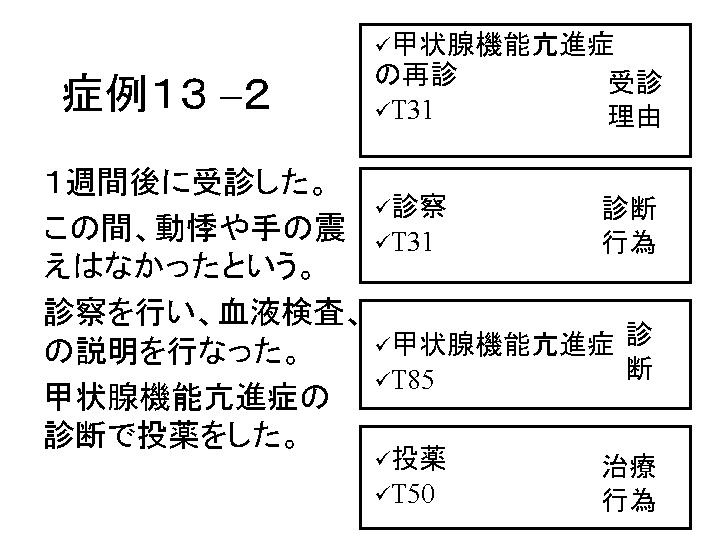 症例１３ –２
１週間後に受診した。
この間、動悸や手の震
えはなかったという。
診察を行い、血液検査、
の説明を行なった。
甲状腺機能亢進症の
診断で投薬をした。
✓甲状腺機能亢進症
の再診
✓T31
受診
理由
✓診察
✓T31
診断
行為
✓甲状腺機能亢進症
✓T85
診
断
✓投薬
✓T50
治療
行為